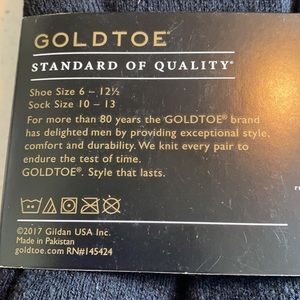 GOLDTOE®
STANDARD OF QUALITY®
Shoe Size 6 – 12½
Sock Size 10 – 13
For more than 80 years the GOLDTOE® brand
has delighted men by providing exceptional style,
comfort and durability. We knit every pair to
endure the test of time.
GOLDTOE®. Style that lasts.
©2017 Gildan USA Inc.
Made in Pakistan
goldtoe.com RN#145424